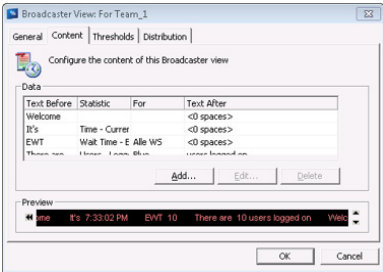 Broadcaster View: For Team_1
General Content Thresholds Distribution
Configure the content of this Broadcaster view
Data
Text Before Statistic For Text After
Welcome <0 spaces>
It's Time - Currer <0 spaces>
EWT Wait Time - E Alle WS <0 spaces>
There are Users - Logg Blue users logged on
Add... Edit... Delete
Preview
ome It's 7:33:02 PM EWT 10 There are 10 users logged on Welc
OK Cancel